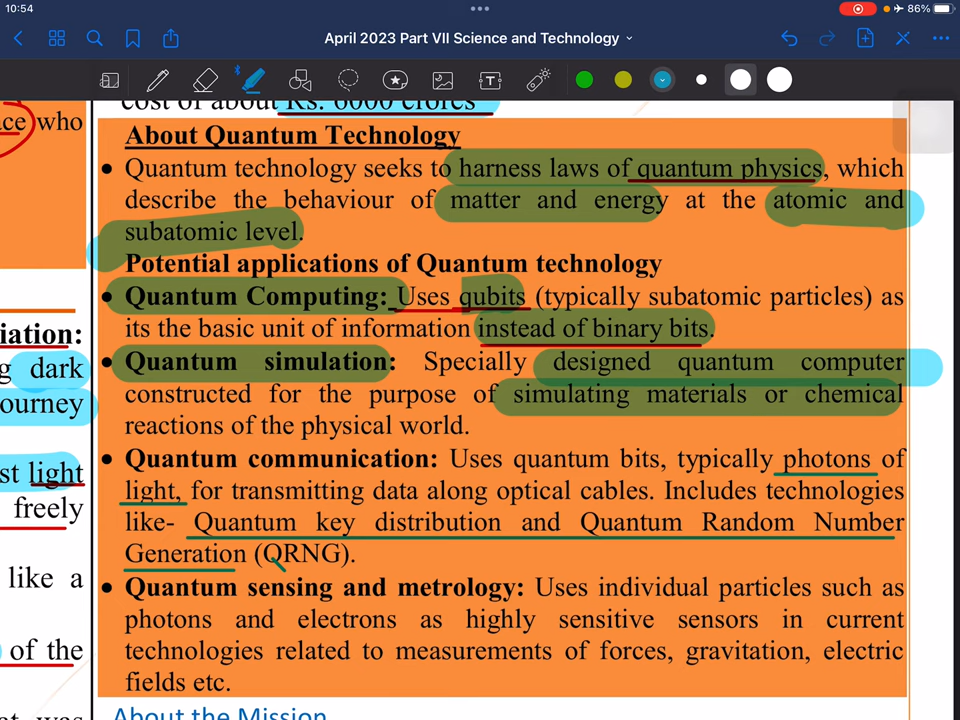 10:54
86%
April 2023 Part VII Science and Technology
cost of about Rs. 6000 crores
ace who
About Quantum Technology
• Quantum technology seeks to harness laws of quantum physics, which
describe the behaviour of matter and energy at the atomic and
subatomic level.
Potential applications of Quantum technology
• Quantum Computing: Uses qubits (typically subatomic particles) as
its the basic unit of information instead of binary bits.
iation:
• Quantum simulation: Specially designed quantum computer
g dark
constructed for the purpose of simulating materials or chemical
ourney
reactions of the physical world.
• Quantum communication: Uses quantum bits, typically photons of
st light
light, for transmitting data along optical cables. Includes technologies
freely
like- Quantum key distribution and Quantum Random Number
Generation (QRNG).
like a
• Quantum sensing and metrology: Uses individual particles such as
photons and electrons as highly sensitive sensors in current
of the
technologies related to measurements of forces, gravitation, electric
fields etc.
About the Mission